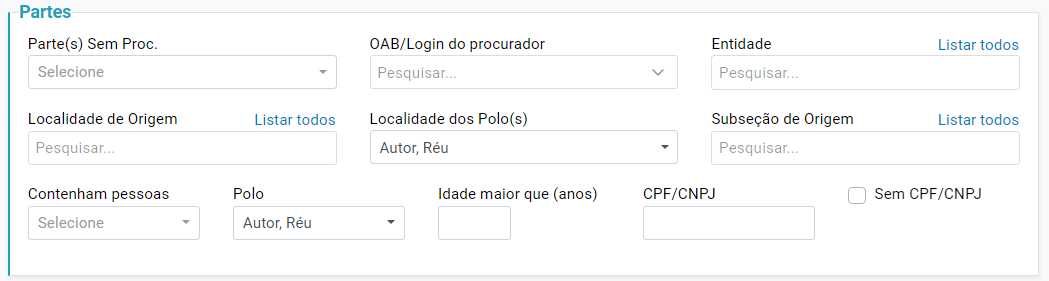 Partes
Parte(s) Sem Proc.
OAB/Login do procurador
Entidade
Listar todos
Selecione
Pesquisar...
Pesquisar...
Localidade de Origem
Listar todos
Localidade dos Polo(s)
Subseção de Origem
Listar todos
Pesquisar...
Autor, Réu
Pesquisar...
Contenham pessoas
Polo
Idade maior que (anos)
CPF/CNPJ
Sem CPF/CNPJ
Selecione
Autor, Réu